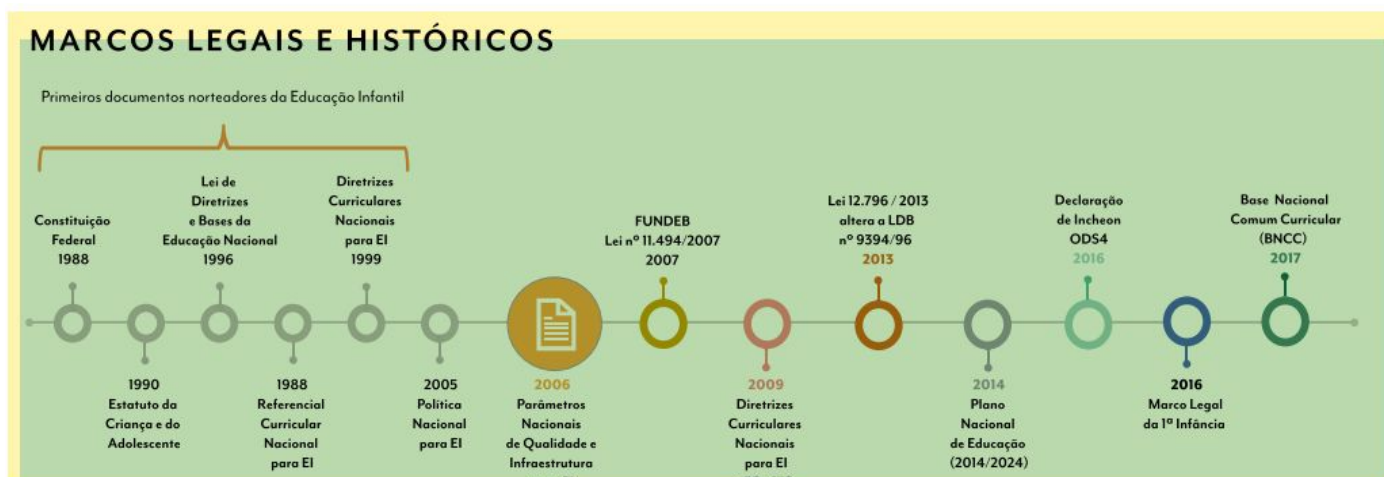 MARCOS LEGAIS E HISTÓRICOS
Primeiros documentos norteadores da Educação Infantil
Constituição
Federal
1988
1990
Estatuto da
Criança e do
Adolescente
Lei de
Diretrizes
e Bases da
Educação Nacional
1996
1988
Referencial
Curricular
Nacional
para EI
Diretrizes
Curriculares
Nacionais
para EI
1999
2005
Política
Nacional
para EI
2006
Parâmetros
Nacionais
de Qualidade e
Infraestrutura
FUNDEB
Lei nº 11.494/2007
2007
2009
Diretrizes
Curriculares
Nacionais
para EI
Lei 12.796 / 2013
altera a LDB
nº 9394/96
2013
2014
Plano
Nacional
de Educação
(2014/2024)
Declaração
de Incheon
ODS4
2016
2016
Marco Legal
da 1ª Infância
Base Nacional
Comum Curricular
(BNCC)
2017